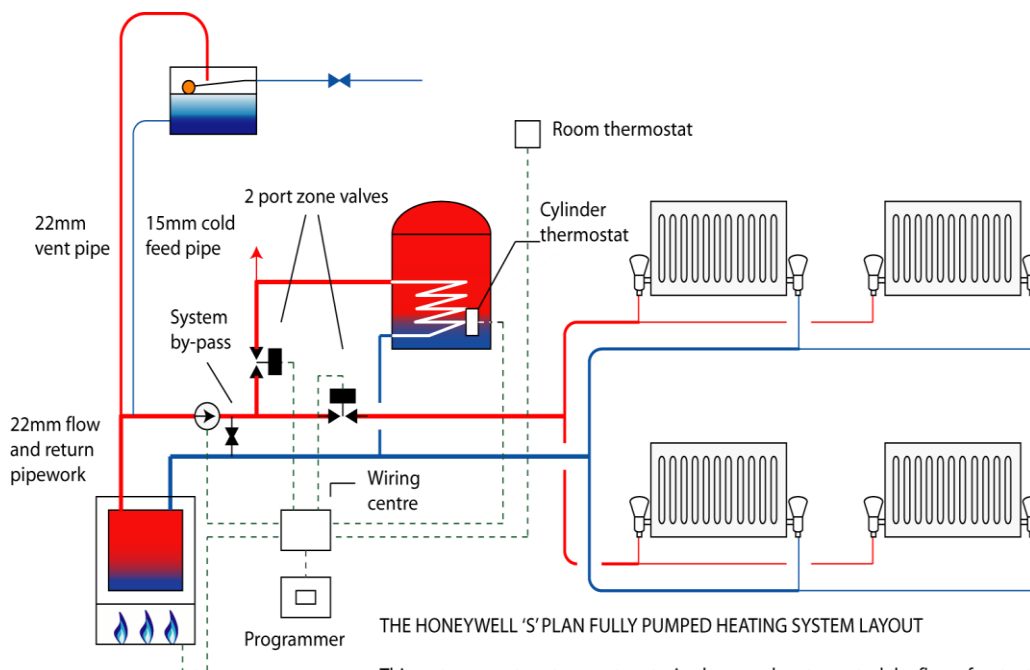 Room thermostat
2 port zone valves
Cylinder
thermostat
22mm
vent pipe
15mm cold
feed pipe
System
by-pass
22mm flow
and return
pipework
Wiring
centre
Programmer
THE HONEYWELL ‘S’ PLAN FULLY PUMPED HEATING SYSTEM LAYOUT